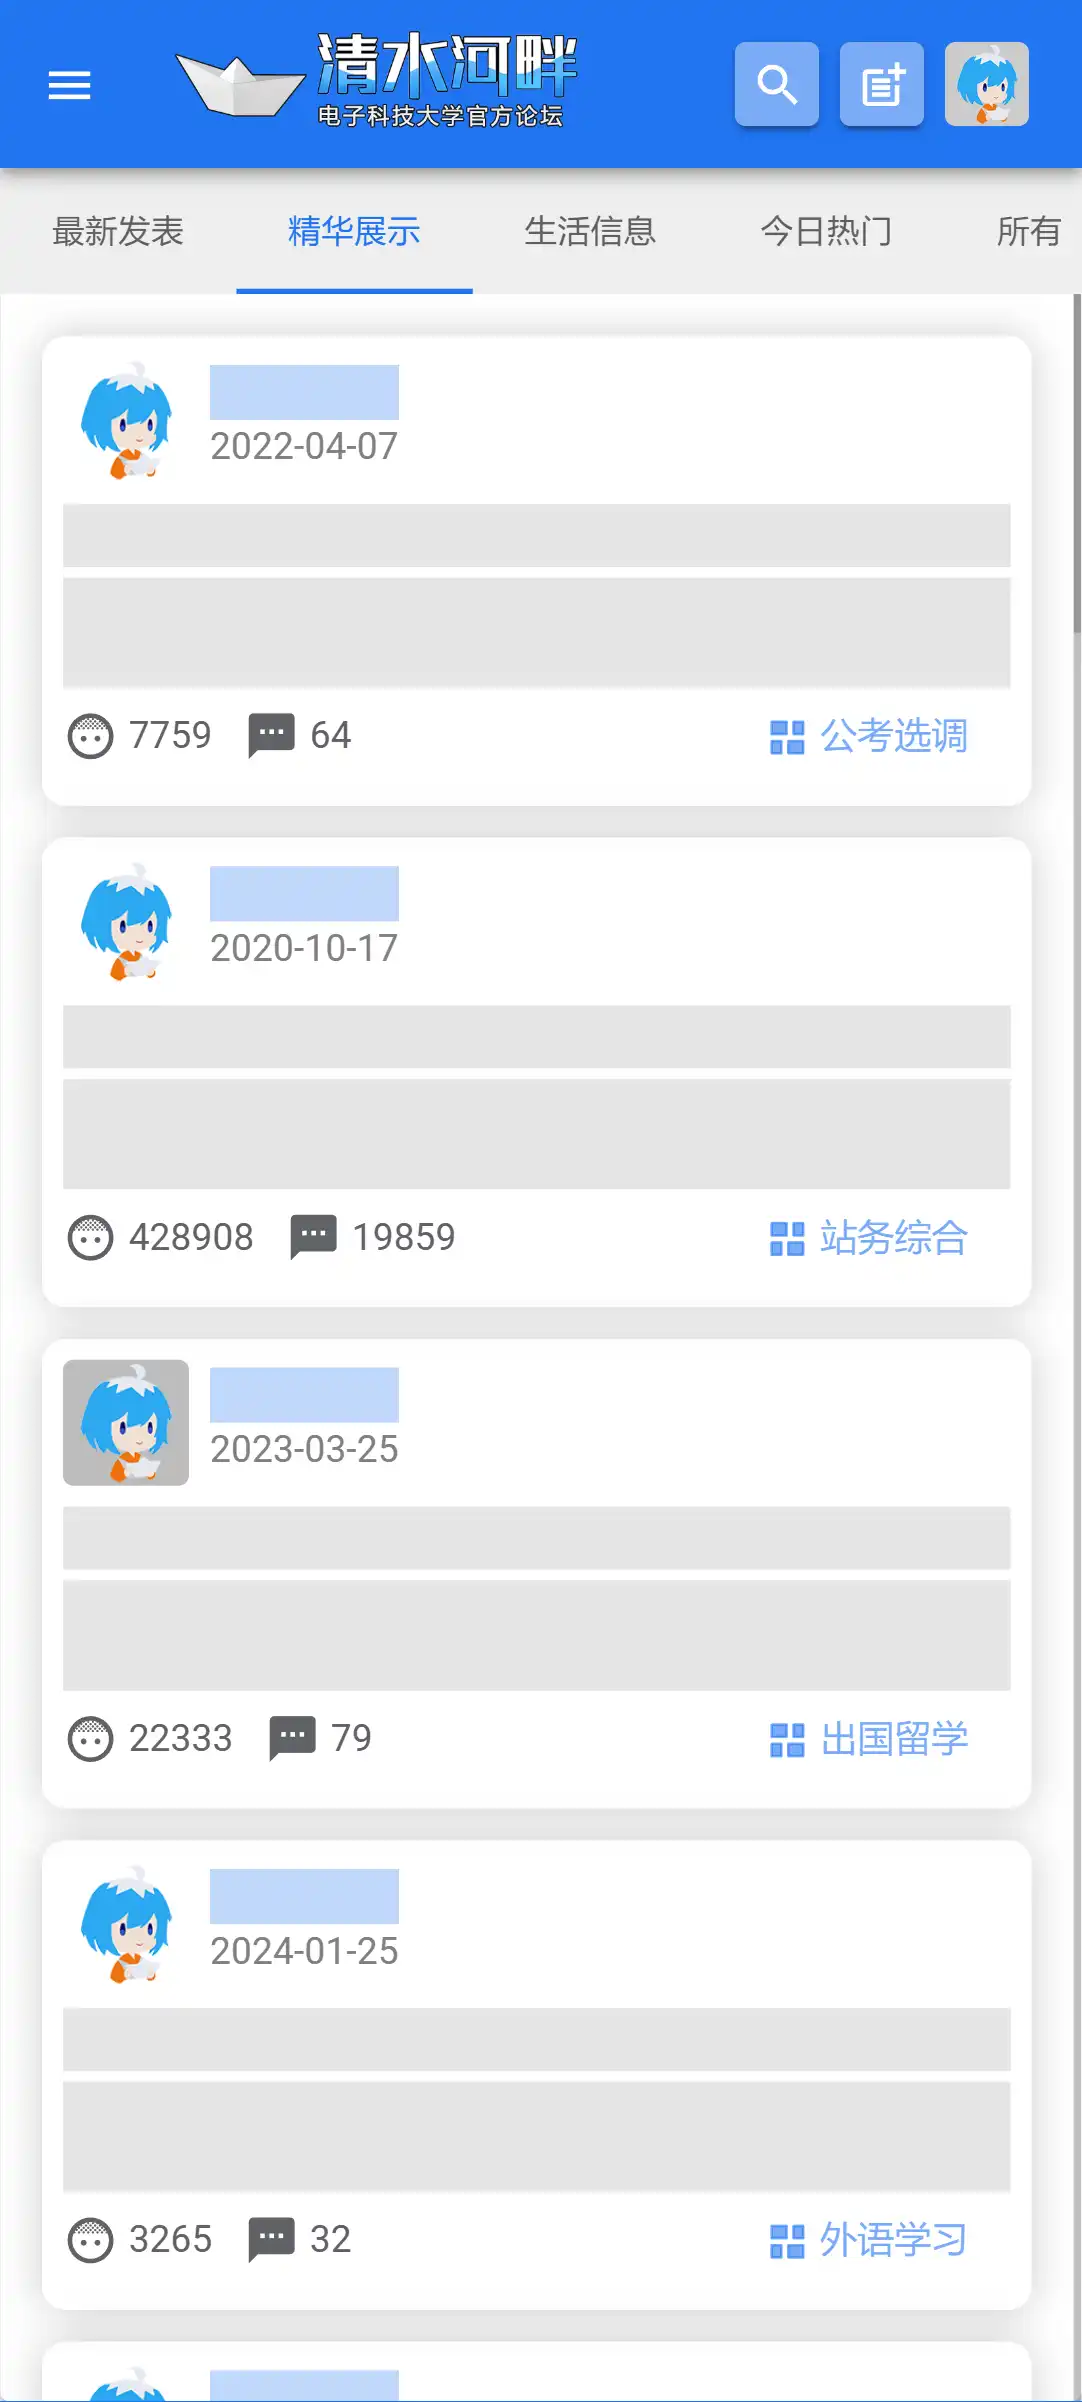 清水河畔
电子科技大学官方论坛
最新发表 精华展示 生活信息 今日热门 所有
2022-04-07
7759 64 公考选调
2020-10-17
428908 19859 站务综合
2023-03-25
22333 79 出国留学
2024-01-25
3265 32 外语学习